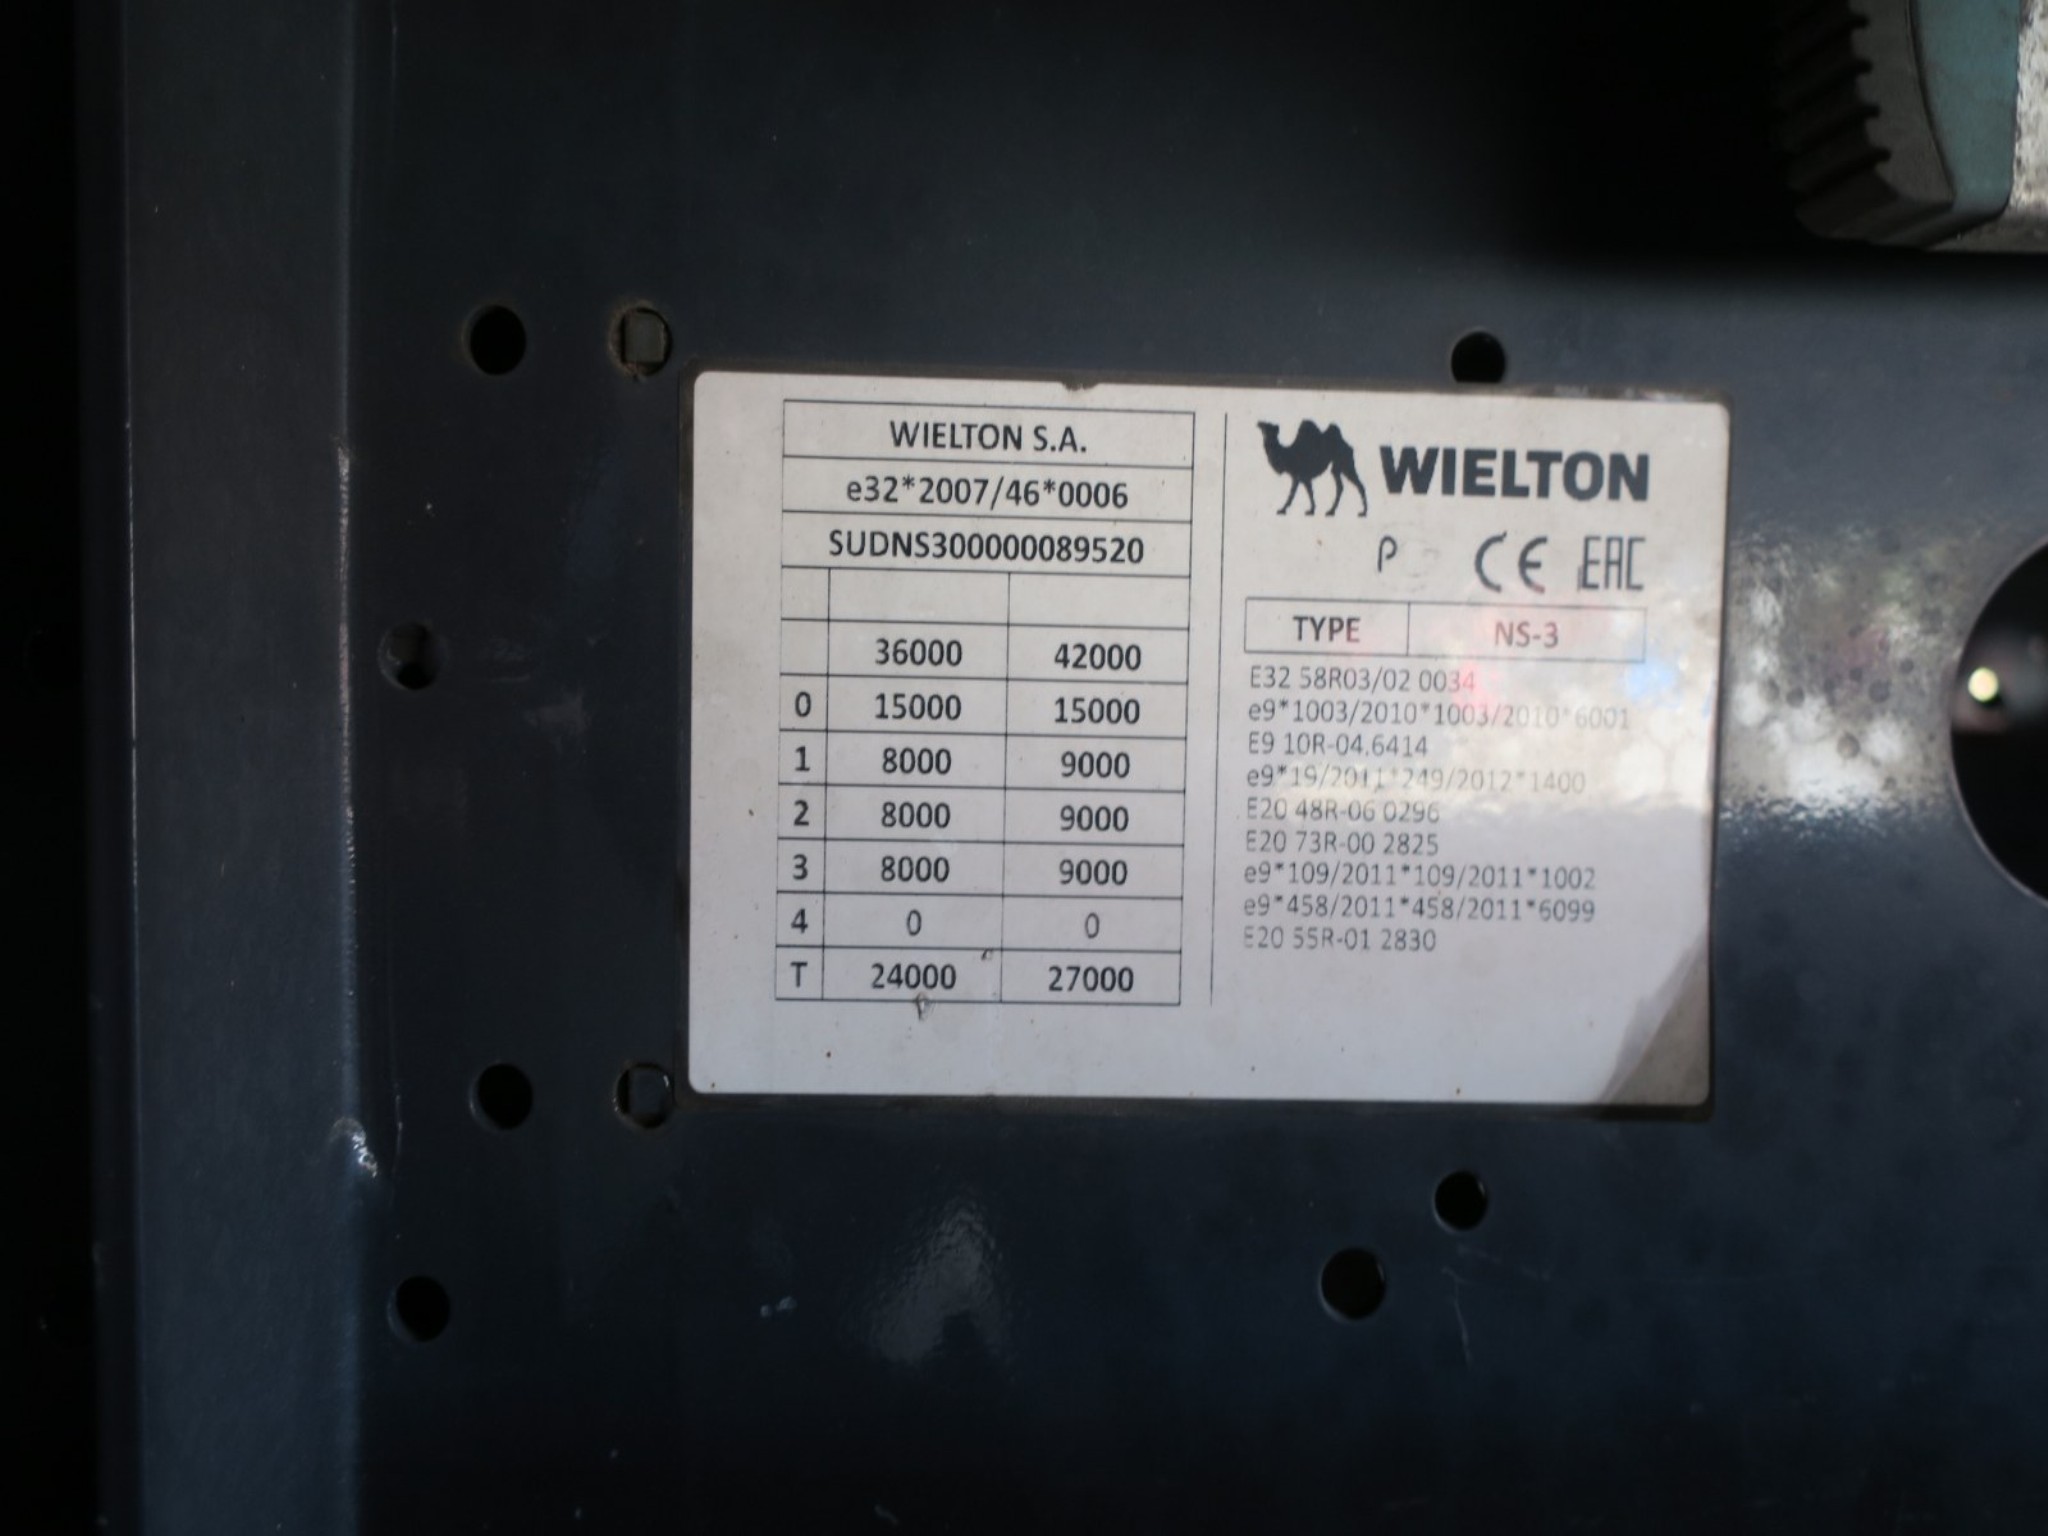 WIELTON S.A.
e32*2007/46*0006
SUDNS300000089520
36000 42000
0 15000 15000
1 8000 9000
2 8000 9000
3 8000 9000
4 0 0
T 24000 27000
WIELTON
P CE EAC
TYPE NS-3
E32 58R03/02 0034
e9*1003/2010*1003/2010*6001
E9 10R-04.6414
e9*19/2011*249/2012*1400
E20 48R-06 0296
E20 73R-00 2825
e9*109/2011*109/2011*1002
e9*458/2011*458/2011*6099
E20 55R-01 2830